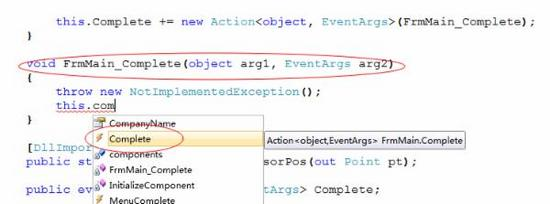 this.Complete += new Action<object, EventArgs>(FrmMain_Complete);
}
void FrmMain_Complete(object arg1, EventArgs arg2)
{
throw new NotImplementedException();
this.com
}
CompanyName
Complete
Action<object,EventArgs> FrmMain.Complete
components
FrmMain_Complete
InitializeComponent
MenuComplete
[DllImpor
public st
sorPos(out Point pt);
public eve
tArgs> Complete;